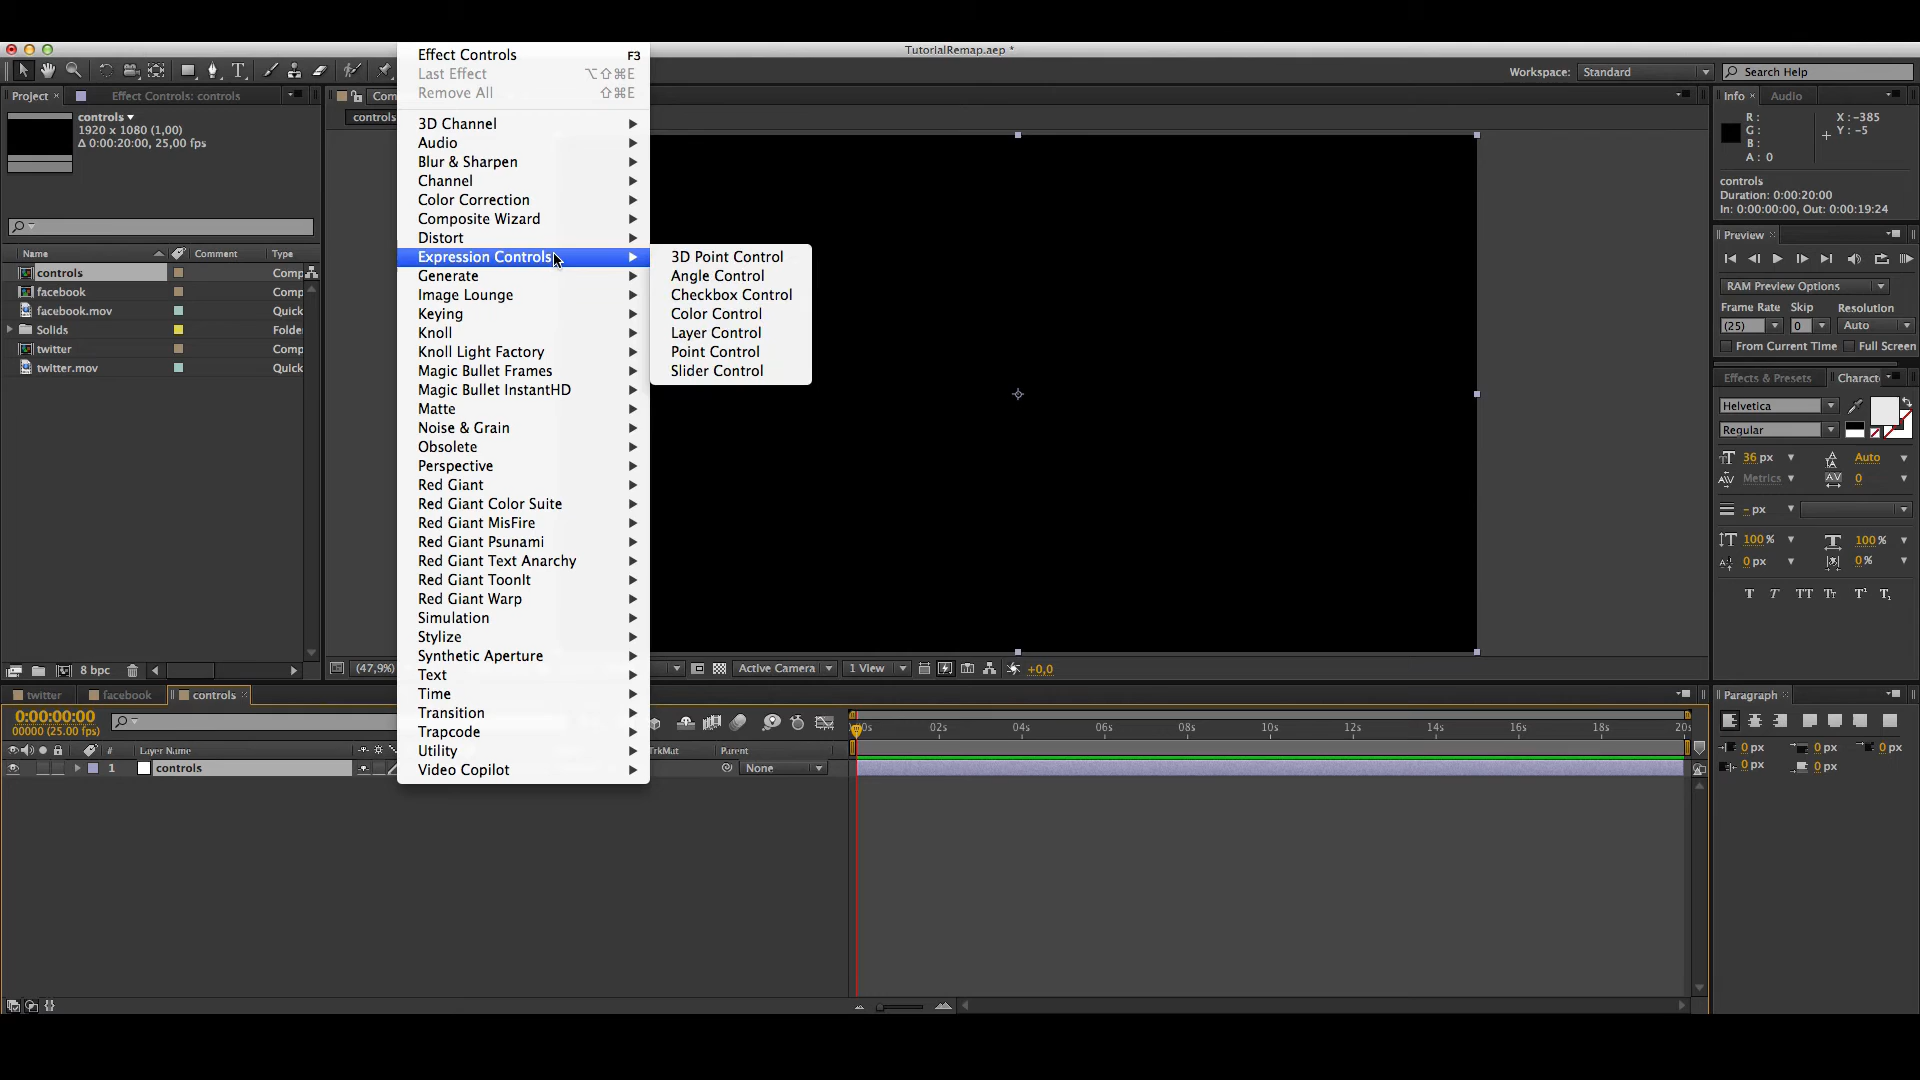 TutorialRemap.aep *
Workspace: Standard
Search Help
Project
Effect Controls: controls
controls
1920 x 1080 (1,00)
Δ 0:00:20:00, 25,00 fps
Name Comment Type
controls Comp
facebook Comp
facebook.mov Quick
Solids Folde
twitter Comp
twitter.mov Quick
8 bpc
Effect Controls F3
Last Effect ⌥⇧⌘E
Remove All ⇧⌘E
3D Channel
Audio
Blur & Sharpen
Channel
Color Correction
Composite Wizard
Distort
Expression Controls
Generate
Image Lounge
Keying
Knoll
Knoll Light Factory
Magic Bullet Frames
Magic Bullet InstantHD
Matte
Noise & Grain
Obsolete
Perspective
Red Giant
Red Giant Color Suite
Red Giant MisFire
Red Giant Psunami
Red Giant Text Anarchy
Red Giant ToonIt
Red Giant Warp
Simulation
Stylize
Synthetic Aperture
Text
Time
Transition
Trapcode
Utility
Video Copilot
3D Point Control
Angle Control
Checkbox Control
Color Control
Layer Control
Point Control
Slider Control
Com
controls
(47,9%)
Active Camera
1 View
+0,0
Info
Audio
R :
G :
B :
A : 0
X : -385
Y : -5
controls
Duration: 0:00:20:00
In: 0:00:00:00, Out: 0:00:19:24
Preview
RAM Preview Options
Frame Rate Skip Resolution
(25) 0 Auto
From Current Time Full Screen
Effects & Presets
Charact
Helvetica
Regular
36 px Auto
Metrics 0
- px
100 % 100 %
0 px 0 %
T T TT Tr T¹ T₁
Paragraph
0 px 0 px 0 px
0 px 0 px
twitter
facebook
controls
0:00:00:00
00000 (25.00 fps)
# Layer Name TrkMat Parent
1 controls None
00s 02s 04s 06s 08s 10s 12s 14s 16s 18s 20s